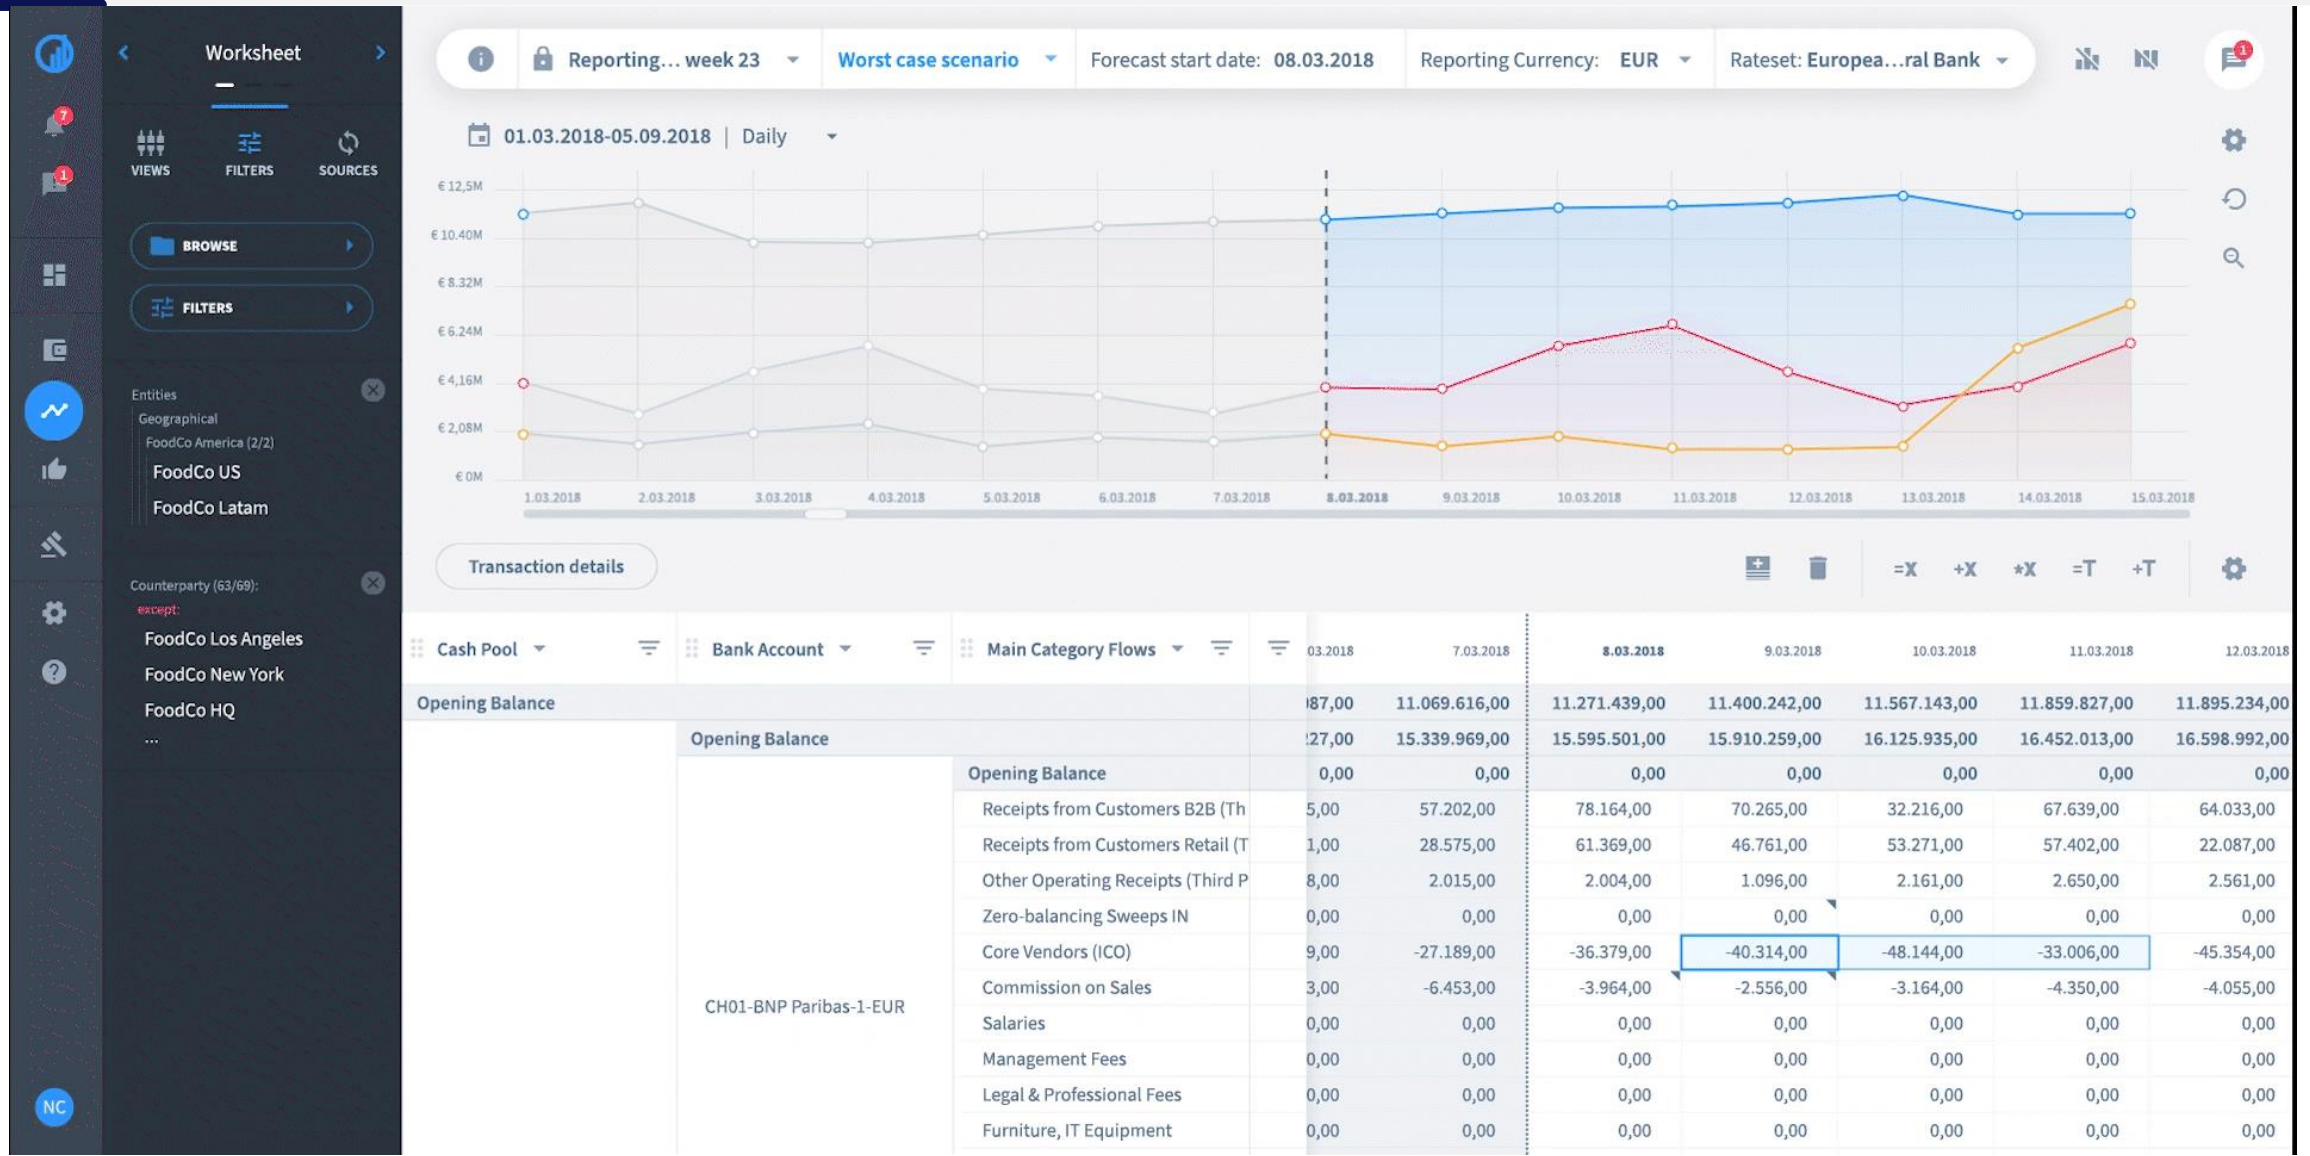 Worksheet
7
1
VIEWS
FILTERS
SOURCES
BROWSE
FILTERS
Entities
Geographical
FoodCo America (2/2)
FoodCo US
FoodCo Latam
Counterparty (63/69):
except:
FoodCo Los Angeles
FoodCo New York
FoodCo HQ
...
NC
Reporting... week 23
Worst case scenario
Forecast start date: 08.03.2018
Reporting Currency: EUR
Rateset: Europea...ral Bank
1
01.03.2018-05.09.2018 | Daily
€ 12,5M
€ 10.40M
€ 8.32M
€ 6.24M
€ 4,16M
€ 2,08M
€ 0M
1.03.2018 2.03.2018 3.03.2018 4.03.2018 5.03.2018 6.03.2018 7.03.2018 8.03.2018 9.03.2018 10.03.2018 11.03.2018 12.03.2018 13.03.2018 14.03.2018 15.03.2018
Transaction details
=X +X *X =T +T
Cash Pool Bank Account Main Category Flows 03.2018 7.03.2018 8.03.2018 9.03.2018 10.03.2018 11.03.2018 12.03.2018
Opening Balance 87,00 11.069.616,00 11.271.439,00 11.400.242,00 11.567.143,00 11.859.827,00 11.895.234,00
Opening Balance 27,00 15.339.969,00 15.595.501,00 15.910.259,00 16.125.935,00 16.452.013,00 16.598.992,00
Opening Balance 0,00 0,00 0,00 0,00 0,00 0,00 0,00
Receipts from Customers B2B (Th 5,00 57.202,00 78.164,00 70.265,00 32.216,00 67.639,00 64.033,00
Receipts from Customers Retail (T 1,00 28.575,00 61.369,00 46.761,00 53.271,00 57.402,00 22.087,00
Other Operating Receipts (Third P 8,00 2.015,00 2.004,00 1.096,00 2.161,00 2.650,00 2.561,00
Zero-balancing Sweeps IN 0,00 0,00 0,00 0,00 0,00 0,00 0,00
Core Vendors (ICO) 9,00 -27.189,00 -36.379,00 -40.314,00 -48.144,00 -33.006,00 -45.354,00
Commission on Sales 3,00 -6.453,00 -3.964,00 -2.556,00 -3.164,00 -4.350,00 -4.055,00
CH01-BNP Paribas-1-EUR
Salaries 0,00 0,00 0,00 0,00 0,00 0,00 0,00
Management Fees 0,00 0,00 0,00 0,00 0,00 0,00 0,00
Legal & Professional Fees 0,00 0,00 0,00 0,00 0,00 0,00 0,00
Furniture, IT Equipment 0,00 0,00 0,00 0,00 0,00 0,00 0,00